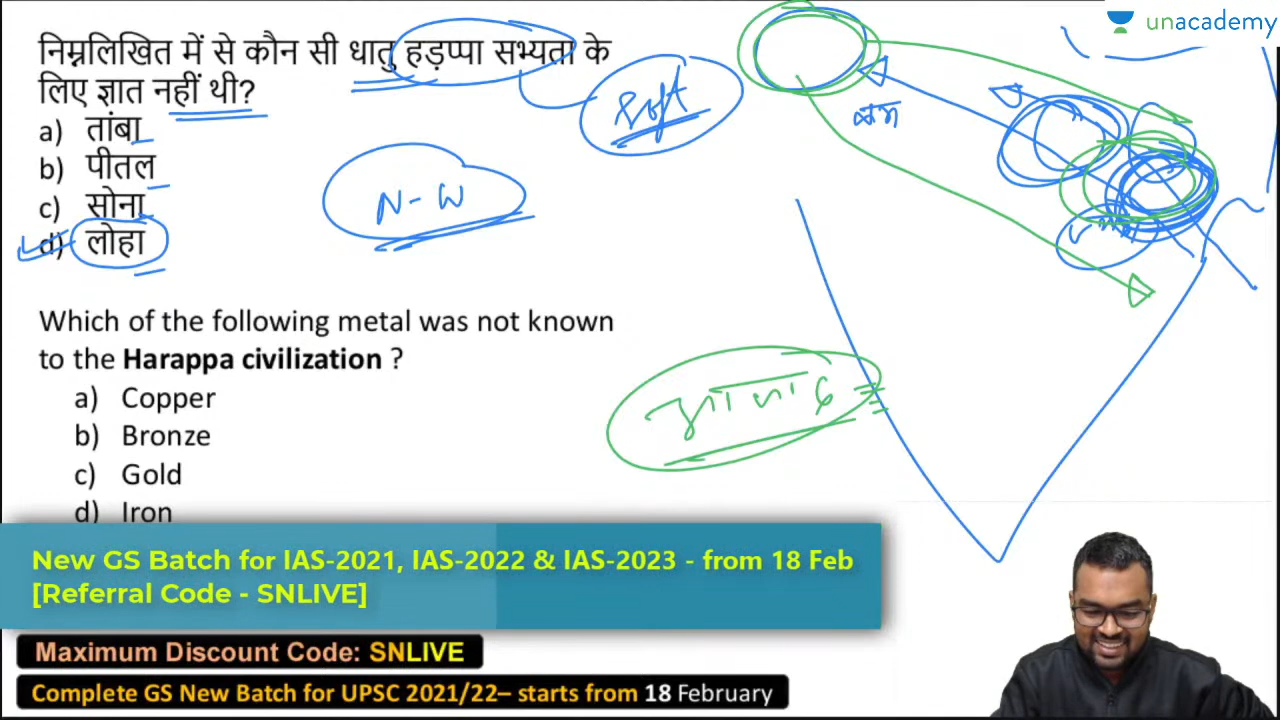 unacademy
निम्नलिखित में से कौन सी धातु हड़प्पा सभ्यता के
लिए ज्ञात नहीं थी?
a) तांबा
b) पीतल
c) सोना
d) लोहा
Soft
N-W
Which of the following metal was not known
to the Harappa civilization ?
a) Copper
b) Bronze
c) Gold
d) Iron
New GS Batch for IAS-2021, IAS-2022 & IAS-2023 - from 18 Feb
[Referral Code - SNLIVE]
Maximum Discount Code: SNLIVE
Complete GS New Batch for UPSC 2021/22– starts from 18 February